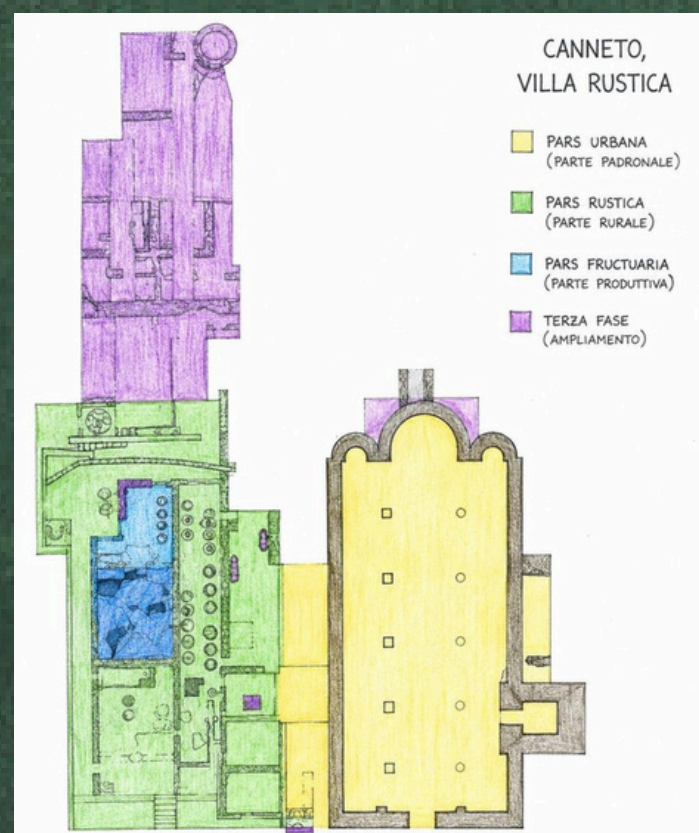 CANNETO,
VILLA RUSTICA
PARS URBANA
(PARTE PADRONALE)
PARS RUSTICA
(PARTE RURALE)
PARS FRUCTUARIA
(PARTE PRODUTTIVA)
TERZA FASE
(AMPLIAMENTO)